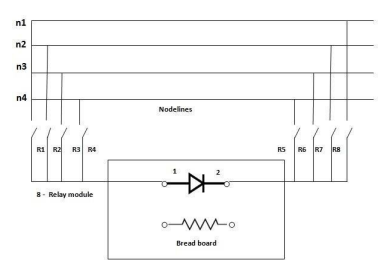 n1
n2
n3
n4
Nodelines
R1 R2 R3 R4
R5 R6 R7 R8
1 2
8 - Relay module
Bread board